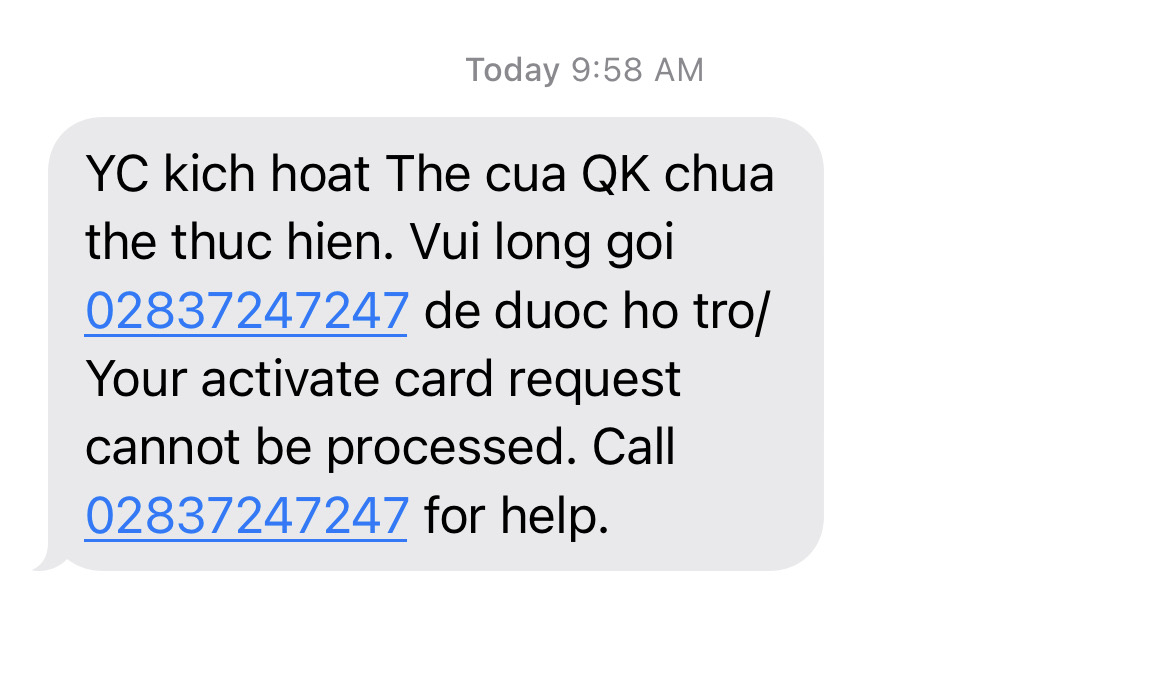 Today 9:58 AM
YC kich hoat The cua QK chua
the thuc hien. Vui long goi
02837247247 de duoc ho tro/
Your activate card request
cannot be processed. Call
02837247247 for help.